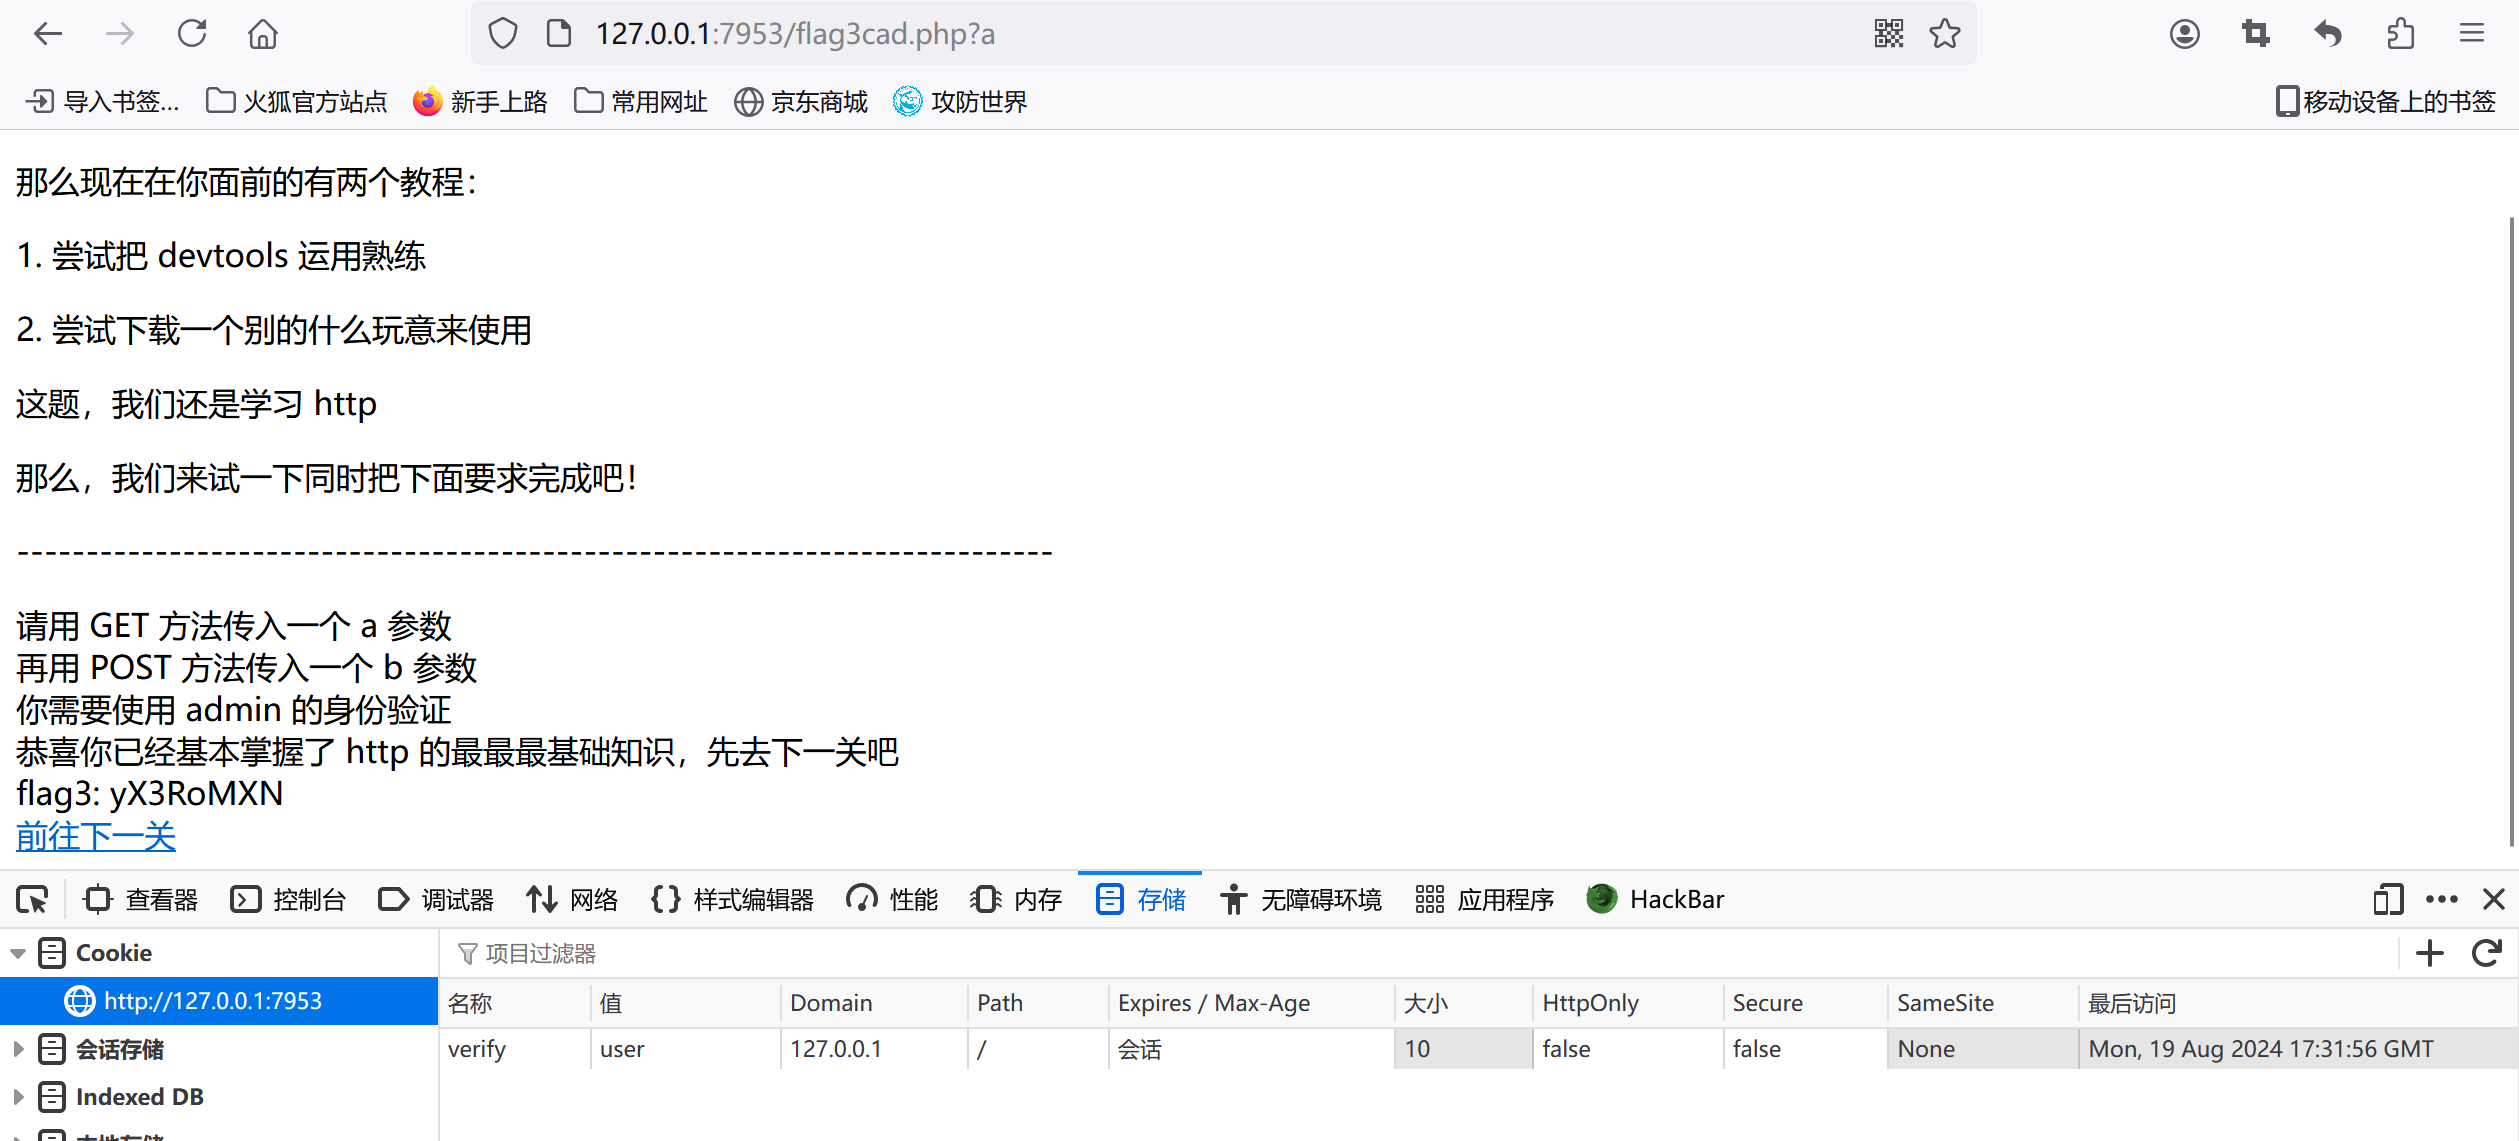 127.0.0.1:7953/flag3cad.php?a
导入书签... 火狐官方站点 新手上路 常用网址 京东商城 攻防世界 移动设备上的书签
那么现在在你面前的有两个教程：
1. 尝试把 devtools 运用熟练
2. 尝试下载一个别的什么玩意来使用
这题，我们还是学习 http
那么，我们来试一下同时把下面要求完成吧！
---------------------------------------------------------------------------
请用 GET 方法传入一个 a 参数
再用 POST 方法传入一个 b 参数
你需要使用 admin 的身份验证
恭喜你已经基本掌握了 http 的最最最基础知识，先去下一关吧
flag3: yX3RoMXN
前往下一关
查看器 控制台 调试器 网络 样式编辑器 性能 内存 存储 无障碍环境 应用程序 HackBar
Cookie 项目过滤器
http://127.0.0.1:7953 名称 值 Domain Path Expires / Max-Age 大小 HttpOnly Secure SameSite 最后访问
会话存储 verify user 127.0.0.1 / 会话 10 false false None Mon, 19 Aug 2024 17:31:56 GMT
Indexed DB